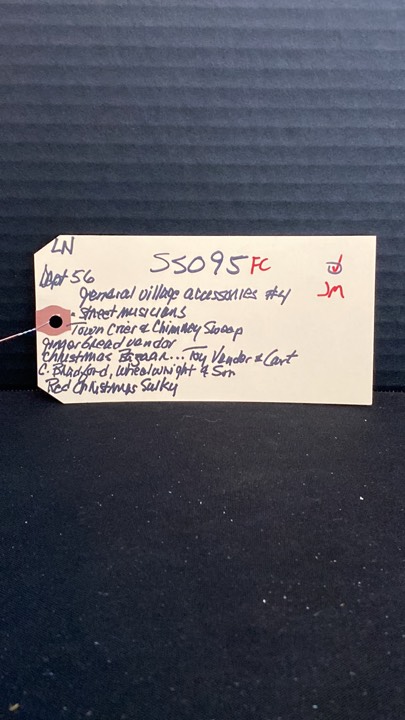 LN
SS095 FC
Dept 56
JM
general village accessories #4
- Street musicians
Town Crier & Chimney Sweep
gingerbread vendor
Christmas Bazaar... Toy Vendor & Cart
C. Bradford, Wheelwright & Son
Red Christmas Sulky